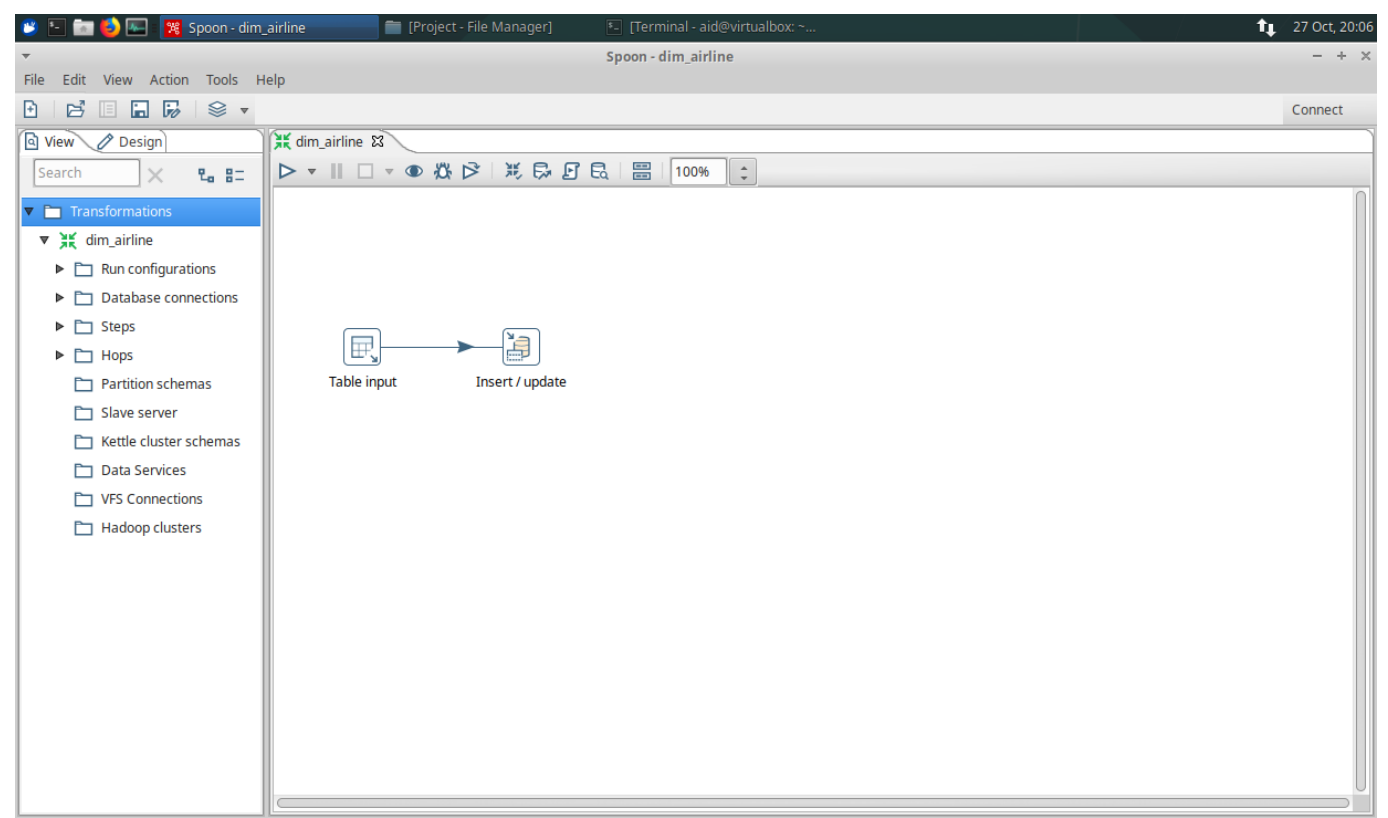 Spoon - dim_airline [Project - File Manager] [Terminal - aid@virtualbox: ~... 27 Oct, 20:06
Spoon - dim_airline
File Edit View Action Tools Help
Connect
View Design dim_airline
Search 100%
Transformations
dim_airline
Run configurations
Database connections
Steps
Hops
Partition schemas
Slave server
Kettle cluster schemas
Data Services
VFS Connections
Hadoop clusters
Table input Insert / update